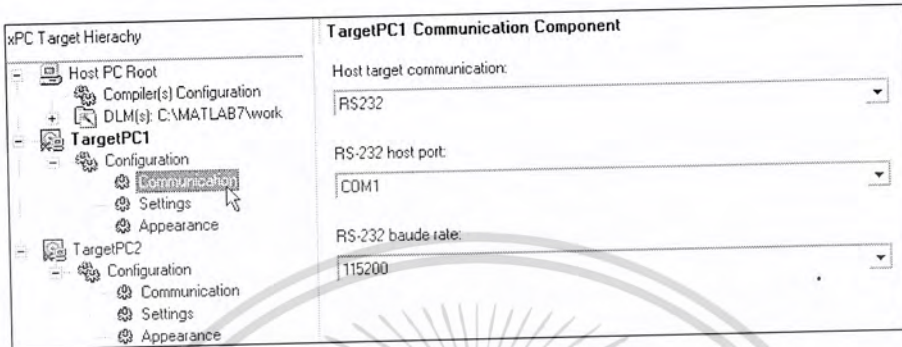 xPC Target Hierachy
Host PC Root
Compiler(s) Configuration
DLM(s): C:\MATLAB7\work
TargetPC1
Configuration
Communication
Settings
Appearance
TargetPC2
Configuration
Communication
Settings
Appearance
TargetPC1 Communication Component
Host target communication:
RS232
RS-232 host port:
COM1
RS-232 baude rate:
115200